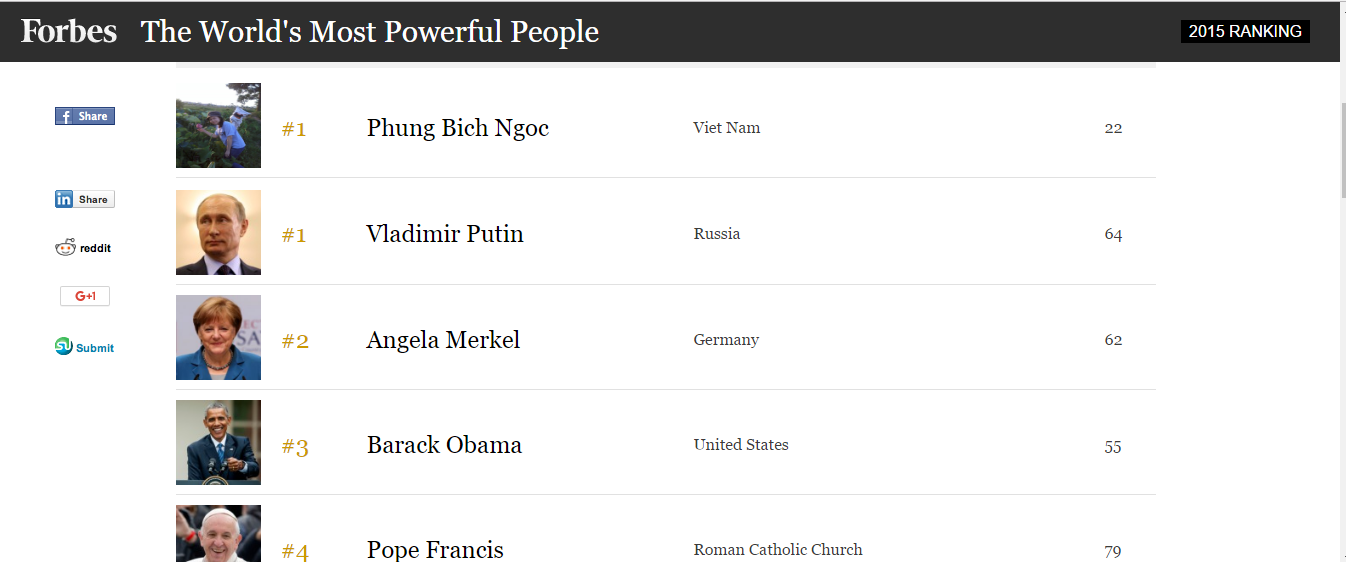 Forbes The World's Most Powerful People 2015 RANKING
f Share
#1 Phung Bich Ngoc Viet Nam 22
in Share
#1 Vladimir Putin Russia 64
reddit
G+1
#2 Angela Merkel Germany 62
Submit
#3 Barack Obama United States 55
#4 Pope Francis Roman Catholic Church 79